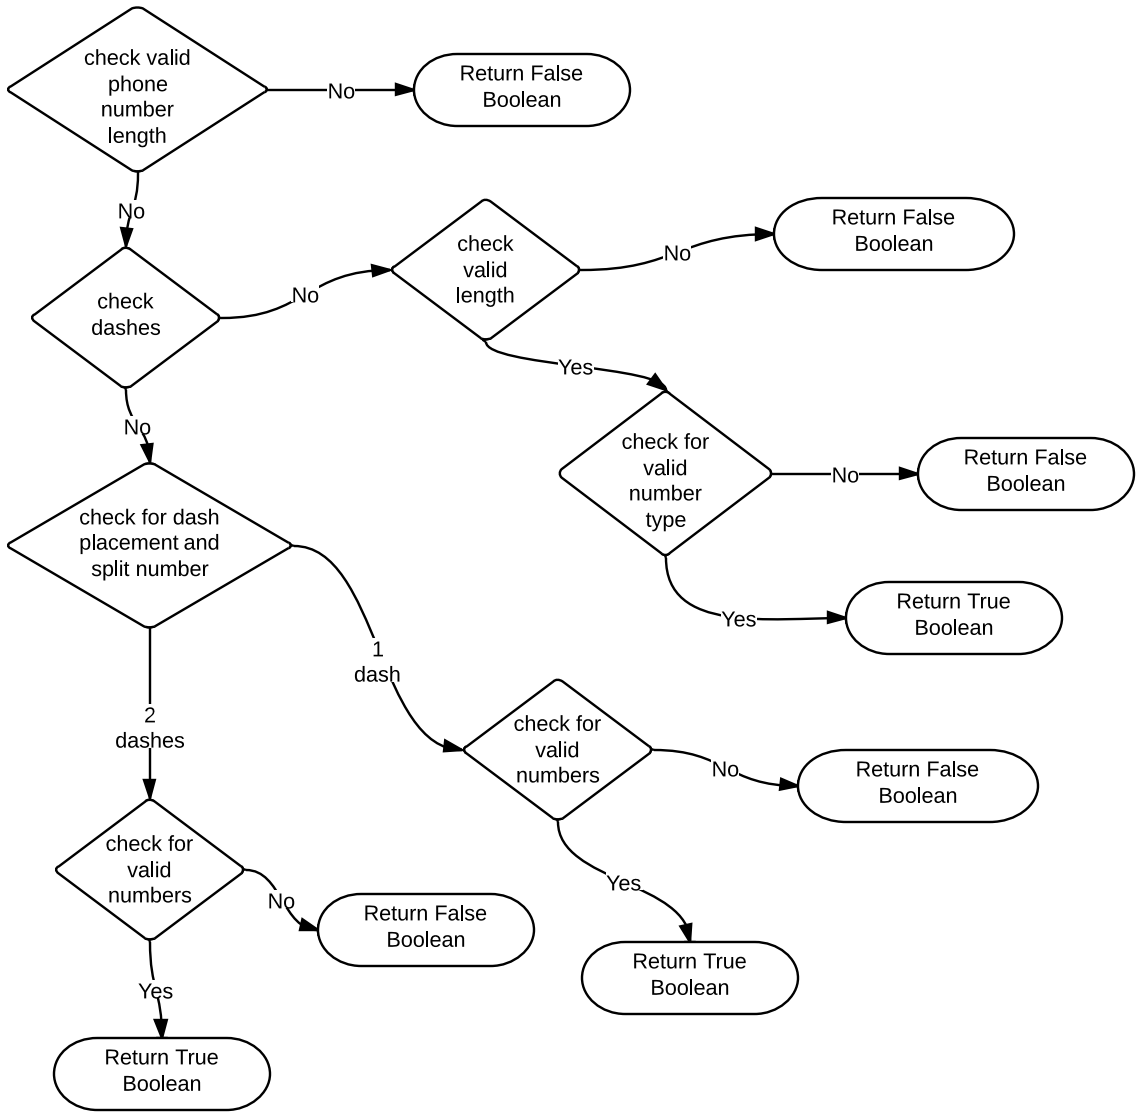 check valid
phone
number
length
No
Return False
Boolean
No
check
dashes
No
check
valid
length
No
Return False
Boolean
Yes
check for
valid
number
type
No
Return False
Boolean
Yes
Return True
Boolean
No
check for dash
placement and
split number
1
dash
2
dashes
check for
valid
numbers
No
Return False
Boolean
Yes
Return True
Boolean
check for
valid
numbers
No
Return False
Boolean
Yes
Return True
Boolean